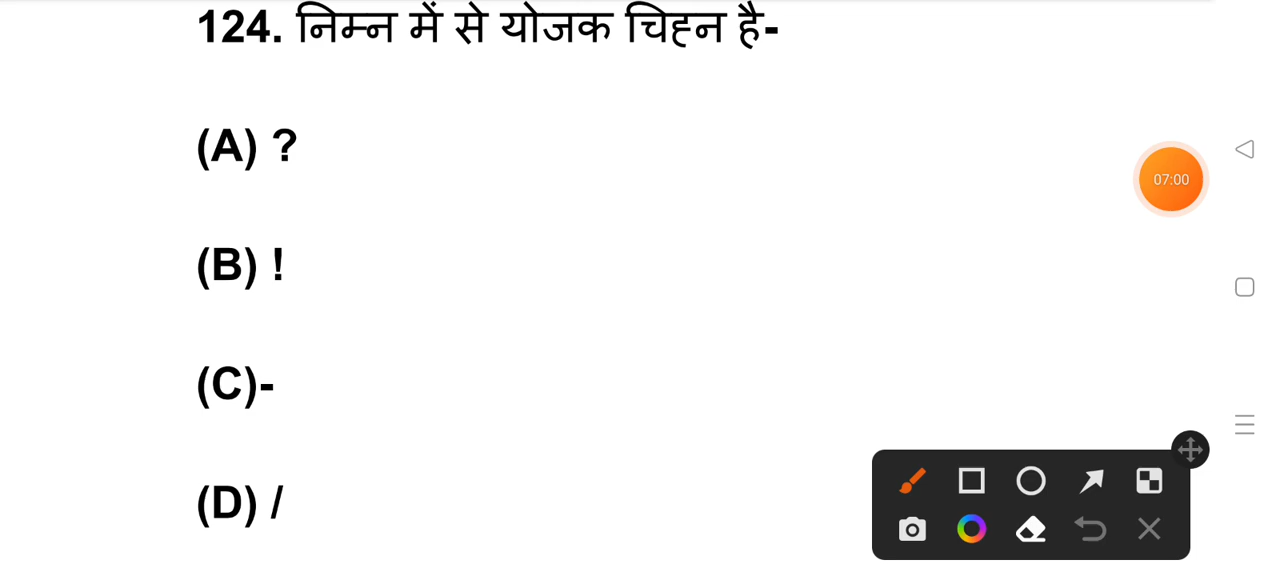 124. निम्न में से योजक चिह्न है-
(A) ?
(B) !
(C)-
(D) /
07:00